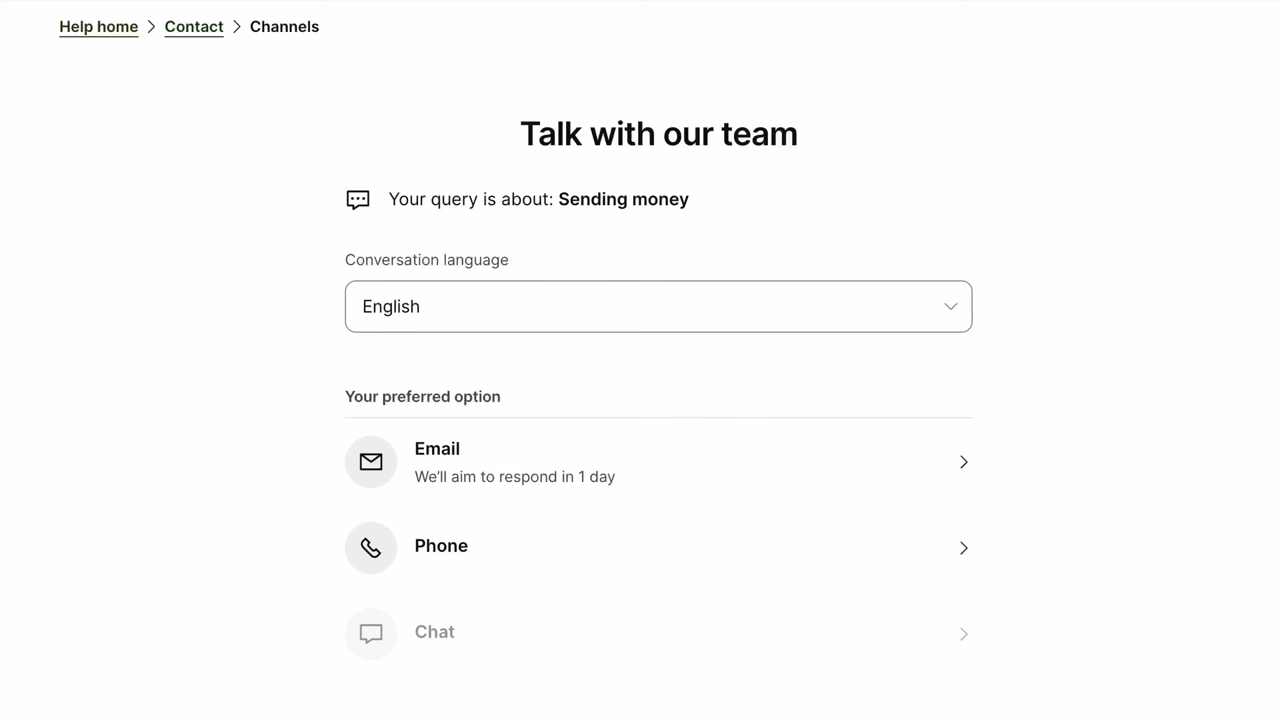 Help home > Contact > Channels
Talk with our team
Your query is about: Sending money
Conversation language
English
Your preferred option
Email
We'll aim to respond in 1 day
Phone
Chat